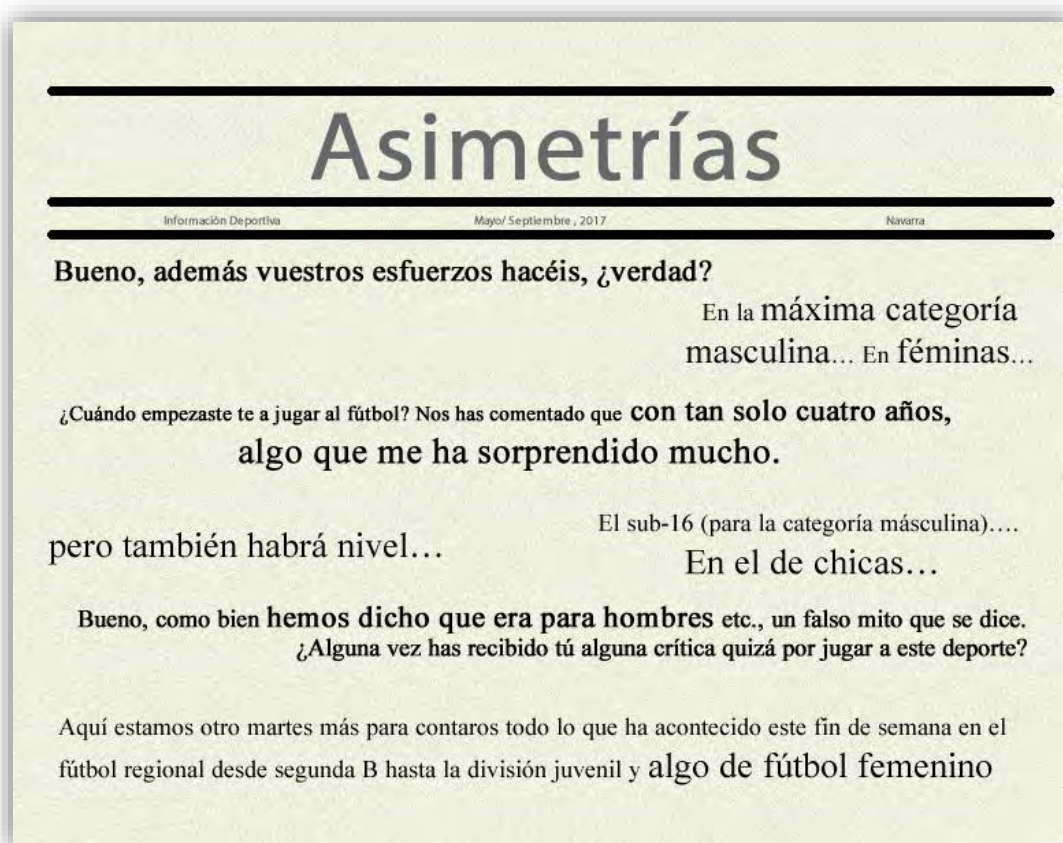 Asimetrías
Información Deportiva Mayo/ Septiembre , 2017 Navarra
Bueno, además vuestros esfuerzos hacéis, ¿verdad?
En la máxima categoría
masculina... En féminas...
¿Cuándo empezaste te a jugar al fútbol? Nos has comentado que con tan solo cuatro años,
algo que me ha sorprendido mucho.
El sub-16 (para la categoría másculina)....
pero también habrá nivel...
En el de chicas...
Bueno, como bien hemos dicho que era para hombres etc., un falso mito que se dice.
¿Alguna vez has recibido tú alguna crítica quizá por jugar a este deporte?
Aquí estamos otro martes más para contaros todo lo que ha acontecido este fin de semana en el
fútbol regional desde segunda B hasta la división juvenil y algo de fútbol femenino